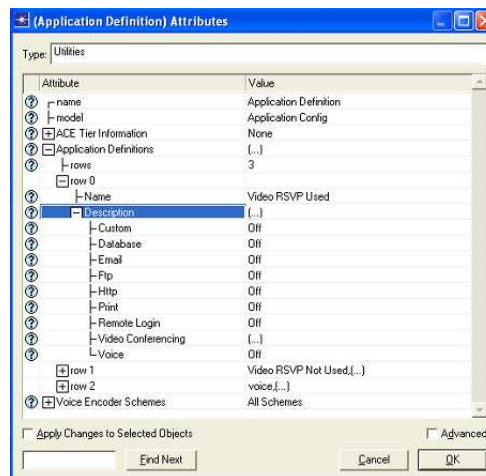 (Application Definition) Attributes
Type: Utilities
Attribute Value
name Application Definition
model Application Config
ACE Tier Information None
Application Definitions (...)
rows 3
row 0
Name Video RSVP Used
Description (...)
Custom Off
Database Off
Email Off
Ftp Off
Http Off
Print Off
Remote Login Off
Video Conferencing (...)
Voice Off
row 1 Video RSVP Not Used,(...)
row 2 voice,(...)
Voice Encoder Schemes All Schemes
Apply Changes to Selected Objects Advanced
Find Next Cancel OK